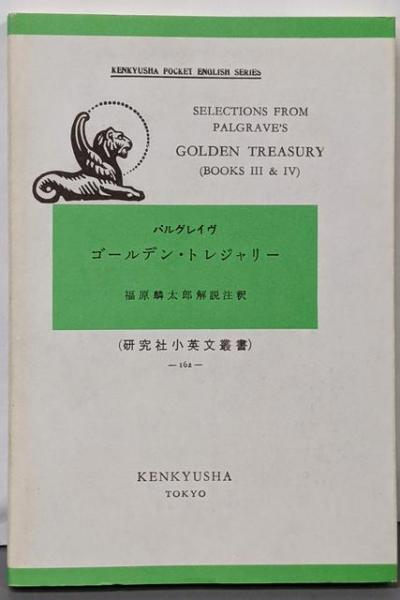 KENKYUSHA POCKET ENGLISH SERIES
SELECTIONS FROM
PALGRAVE'S
GOLDEN TREASURY
(BOOKS III & IV)
パルグレイヴ
ゴールデン・トレジャリー
福原麟太郎解説注釈
(研究社小英文叢書)
— 162 —
KENKYUSHA
TOKYO